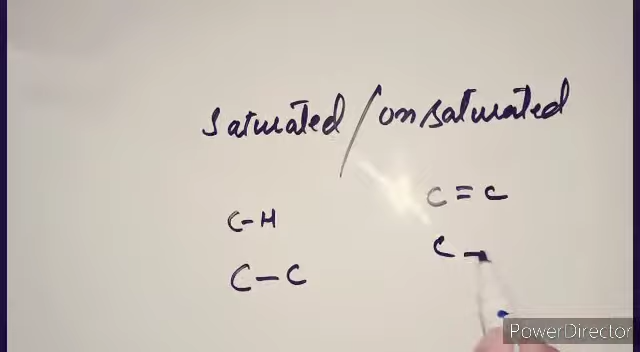 saturated / unsaturated
C-H
C=C
C-C
C -
PowerDirector